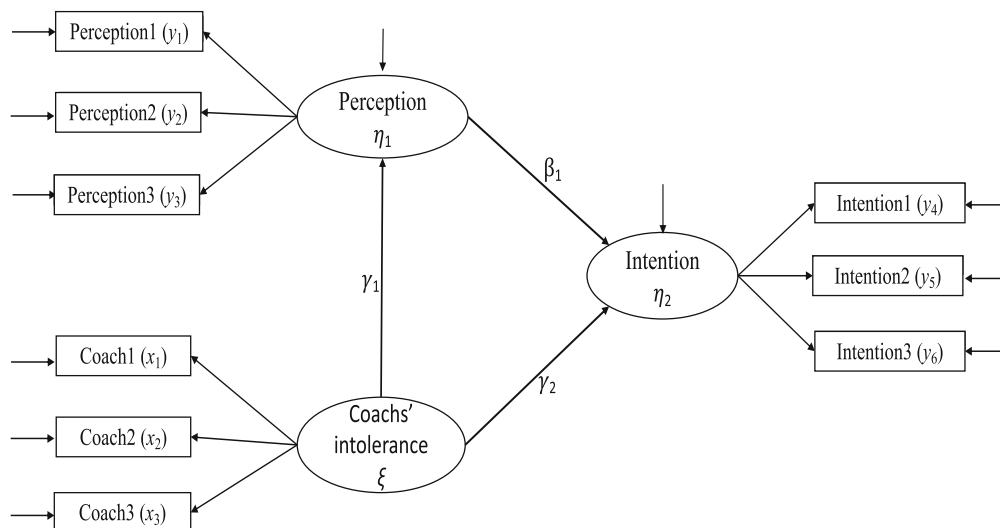 Perception1 (y₁)
Perception2 (y₂)
Perception3 (y₃)
Perception
η₁
β₁
Intention
η₂
Intention1 (y₄)
Intention2 (y₅)
Intention3 (y₆)
γ₁
γ₂
Coach1 (x₁)
Coach2 (x₂)
Coach3 (x₃)
Coachs’
intolerance
ξ